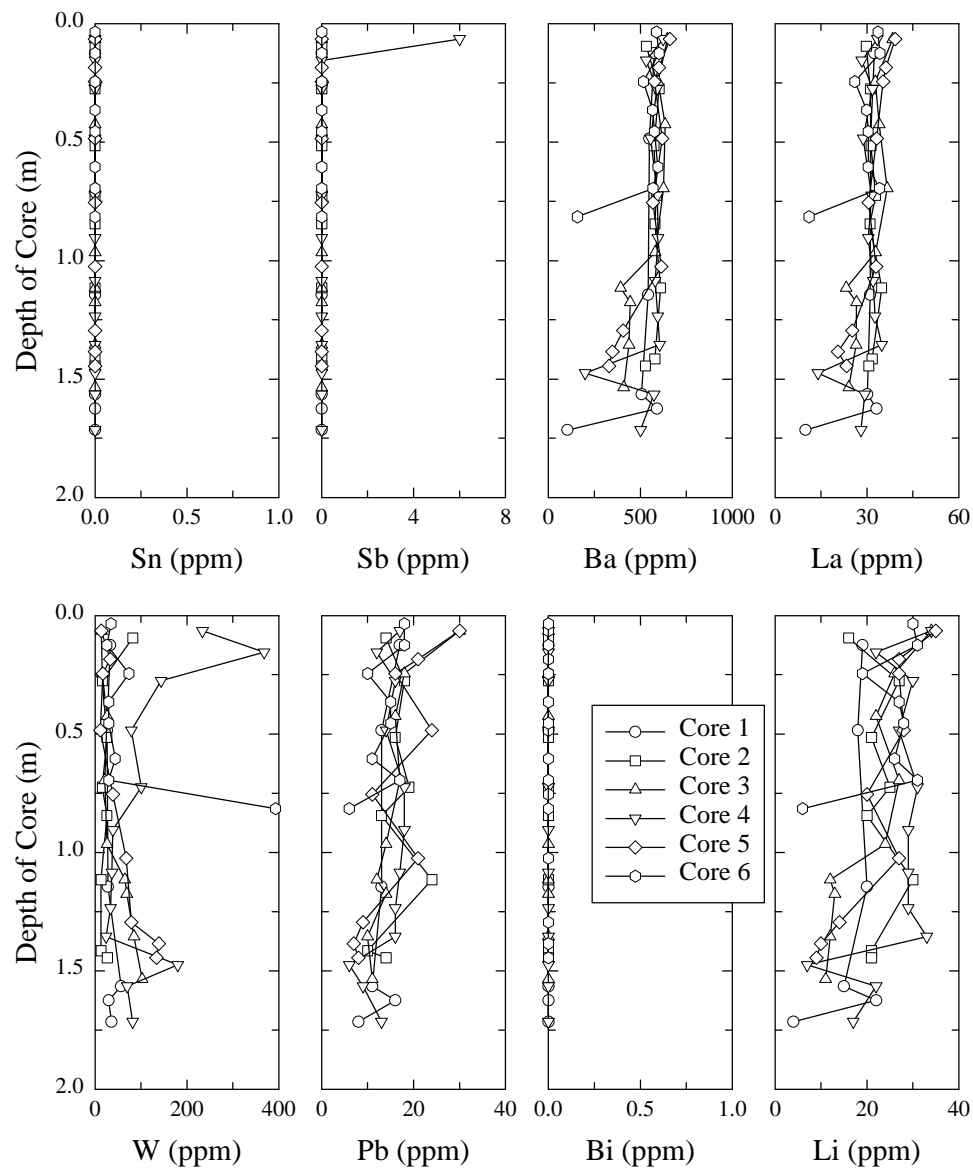 0.0
0.5
1.0
1.5
2.0
Depth of Core (m)
0.0 0.5 1.0
Sn (ppm)
0 4 8
Sb (ppm)
0 500 1000
Ba (ppm)
0 30 60
La (ppm)
0.0
0.5
1.0
1.5
2.0
Depth of Core (m)
Core 1
Core 2
Core 3
Core 4
Core 5
Core 6
0 200 400
W (ppm)
0 20 40
Pb (ppm)
0.0 0.5 1.0
Bi (ppm)
0 20 40
Li (ppm)